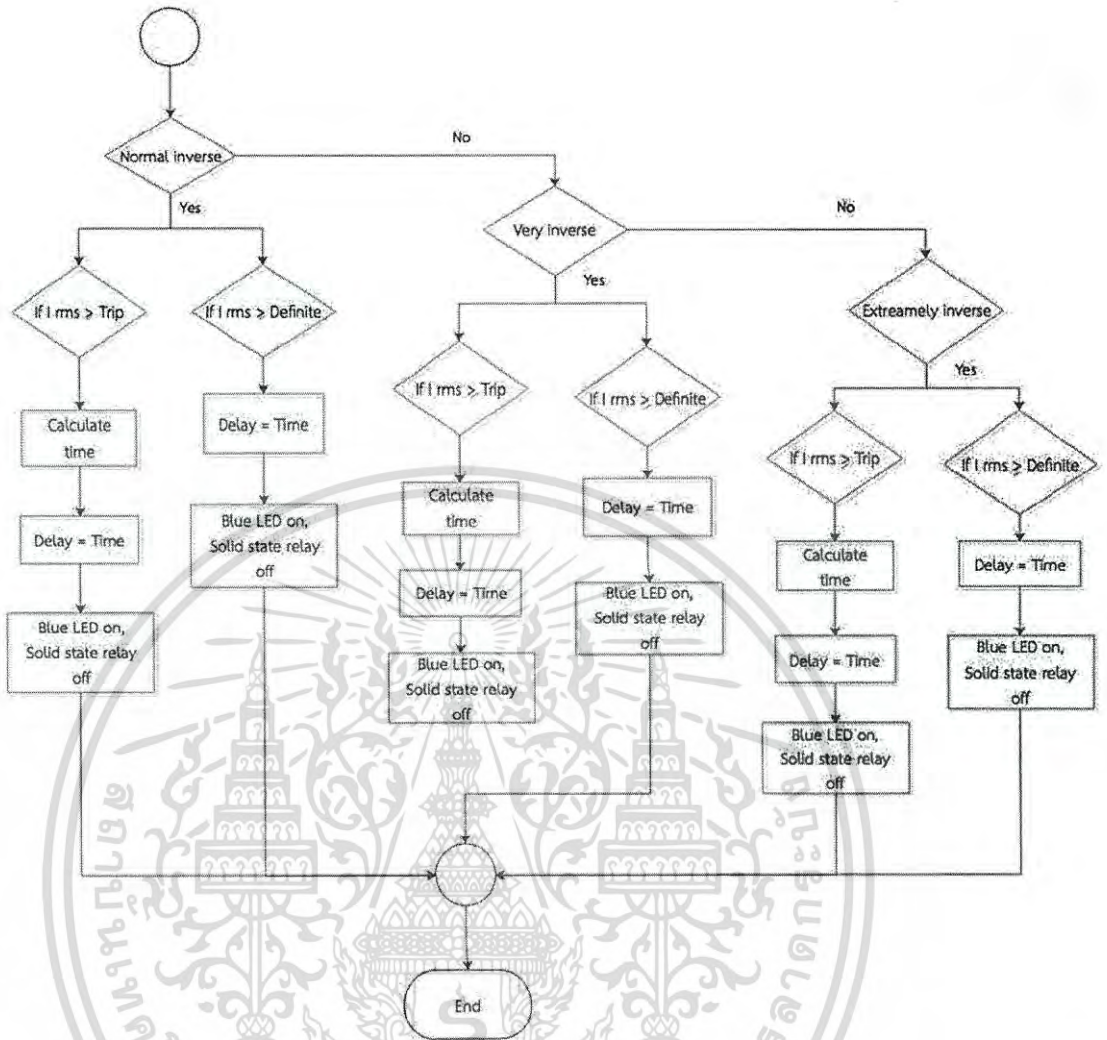 Normal inverse
No
Yes
Very inverse
No
Yes
Extreamely inverse
Yes
If I rms > Trip
If I rms > Definite
Calculate
time
Delay = Time
Blue LED on,
Solid state relay
off
Delay = Time
Blue LED on,
Solid state relay
off
If I rms > Trip
If I rms > Definite
Calculate
time
Delay = Time
Blue LED on,
Solid state relay
off
Delay = Time
Blue LED on,
Solid state relay
off
If I rms > Trip
If I rms > Definite
Calculate
time
Delay = Time
Blue LED on,
Solid state relay
off
Delay = Time
Blue LED on,
Solid state relay
off
End